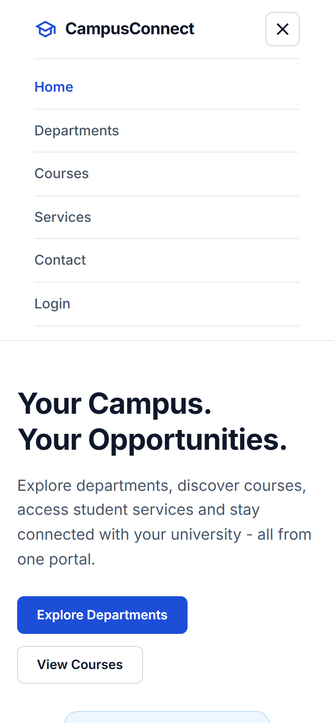 CampusConnect
Home
Departments
Courses
Services
Contact
Login
Your Campus.
Your Opportunities.
Explore departments, discover courses,
access student services and stay
connected with your university - all from
one portal.
Explore Departments
View Courses